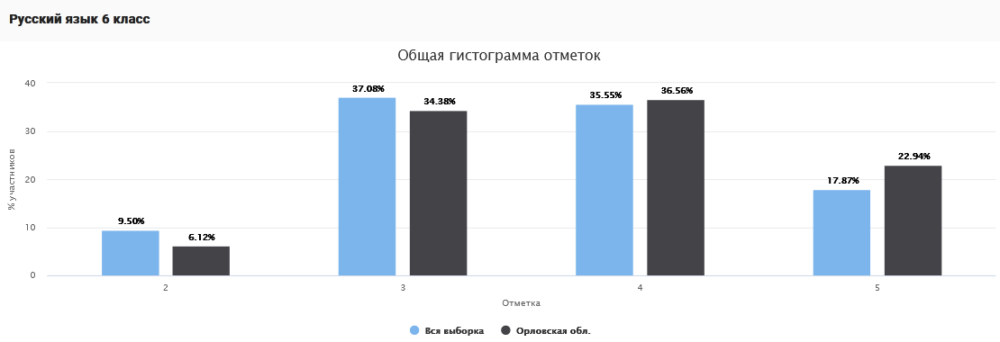 Русский язык 6 класс
Общая гистограмма отметок
% участников
40
30
20
10
0
9.50%
6.12%
37.08%
34.38%
35.55%
36.56%
17.87%
22.94%
2
3
4
5
Отметка
Вся выборка
Орловская обл.